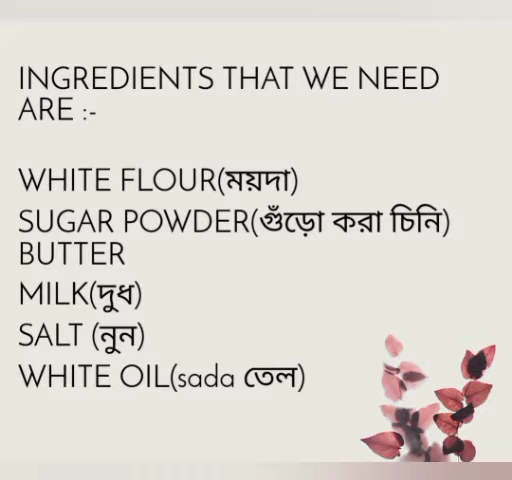 INGREDIENTS THAT WE NEED
ARE :-
WHITE FLOUR(ময়দা)
SUGAR POWDER(গুঁড়ো করা চিনি)
BUTTER
MILK(দুধ)
SALT (নুন)
WHITE OIL(sada তেল)